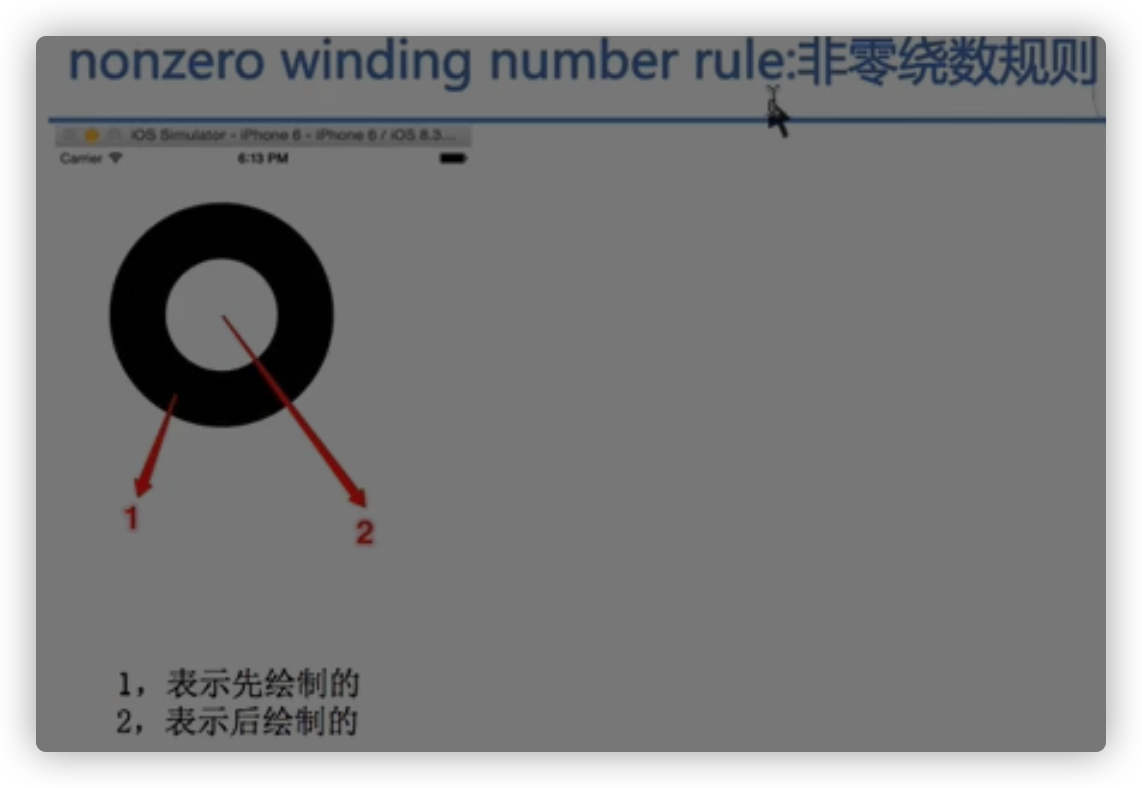 nonzero winding number rule:非零绕数规则
iOS Simulator - iPhone 6 - iPhone 6 / iOS 8.3...
Carrier 6:13 PM
1
2
1，表示先绘制的
2，表示后绘制的